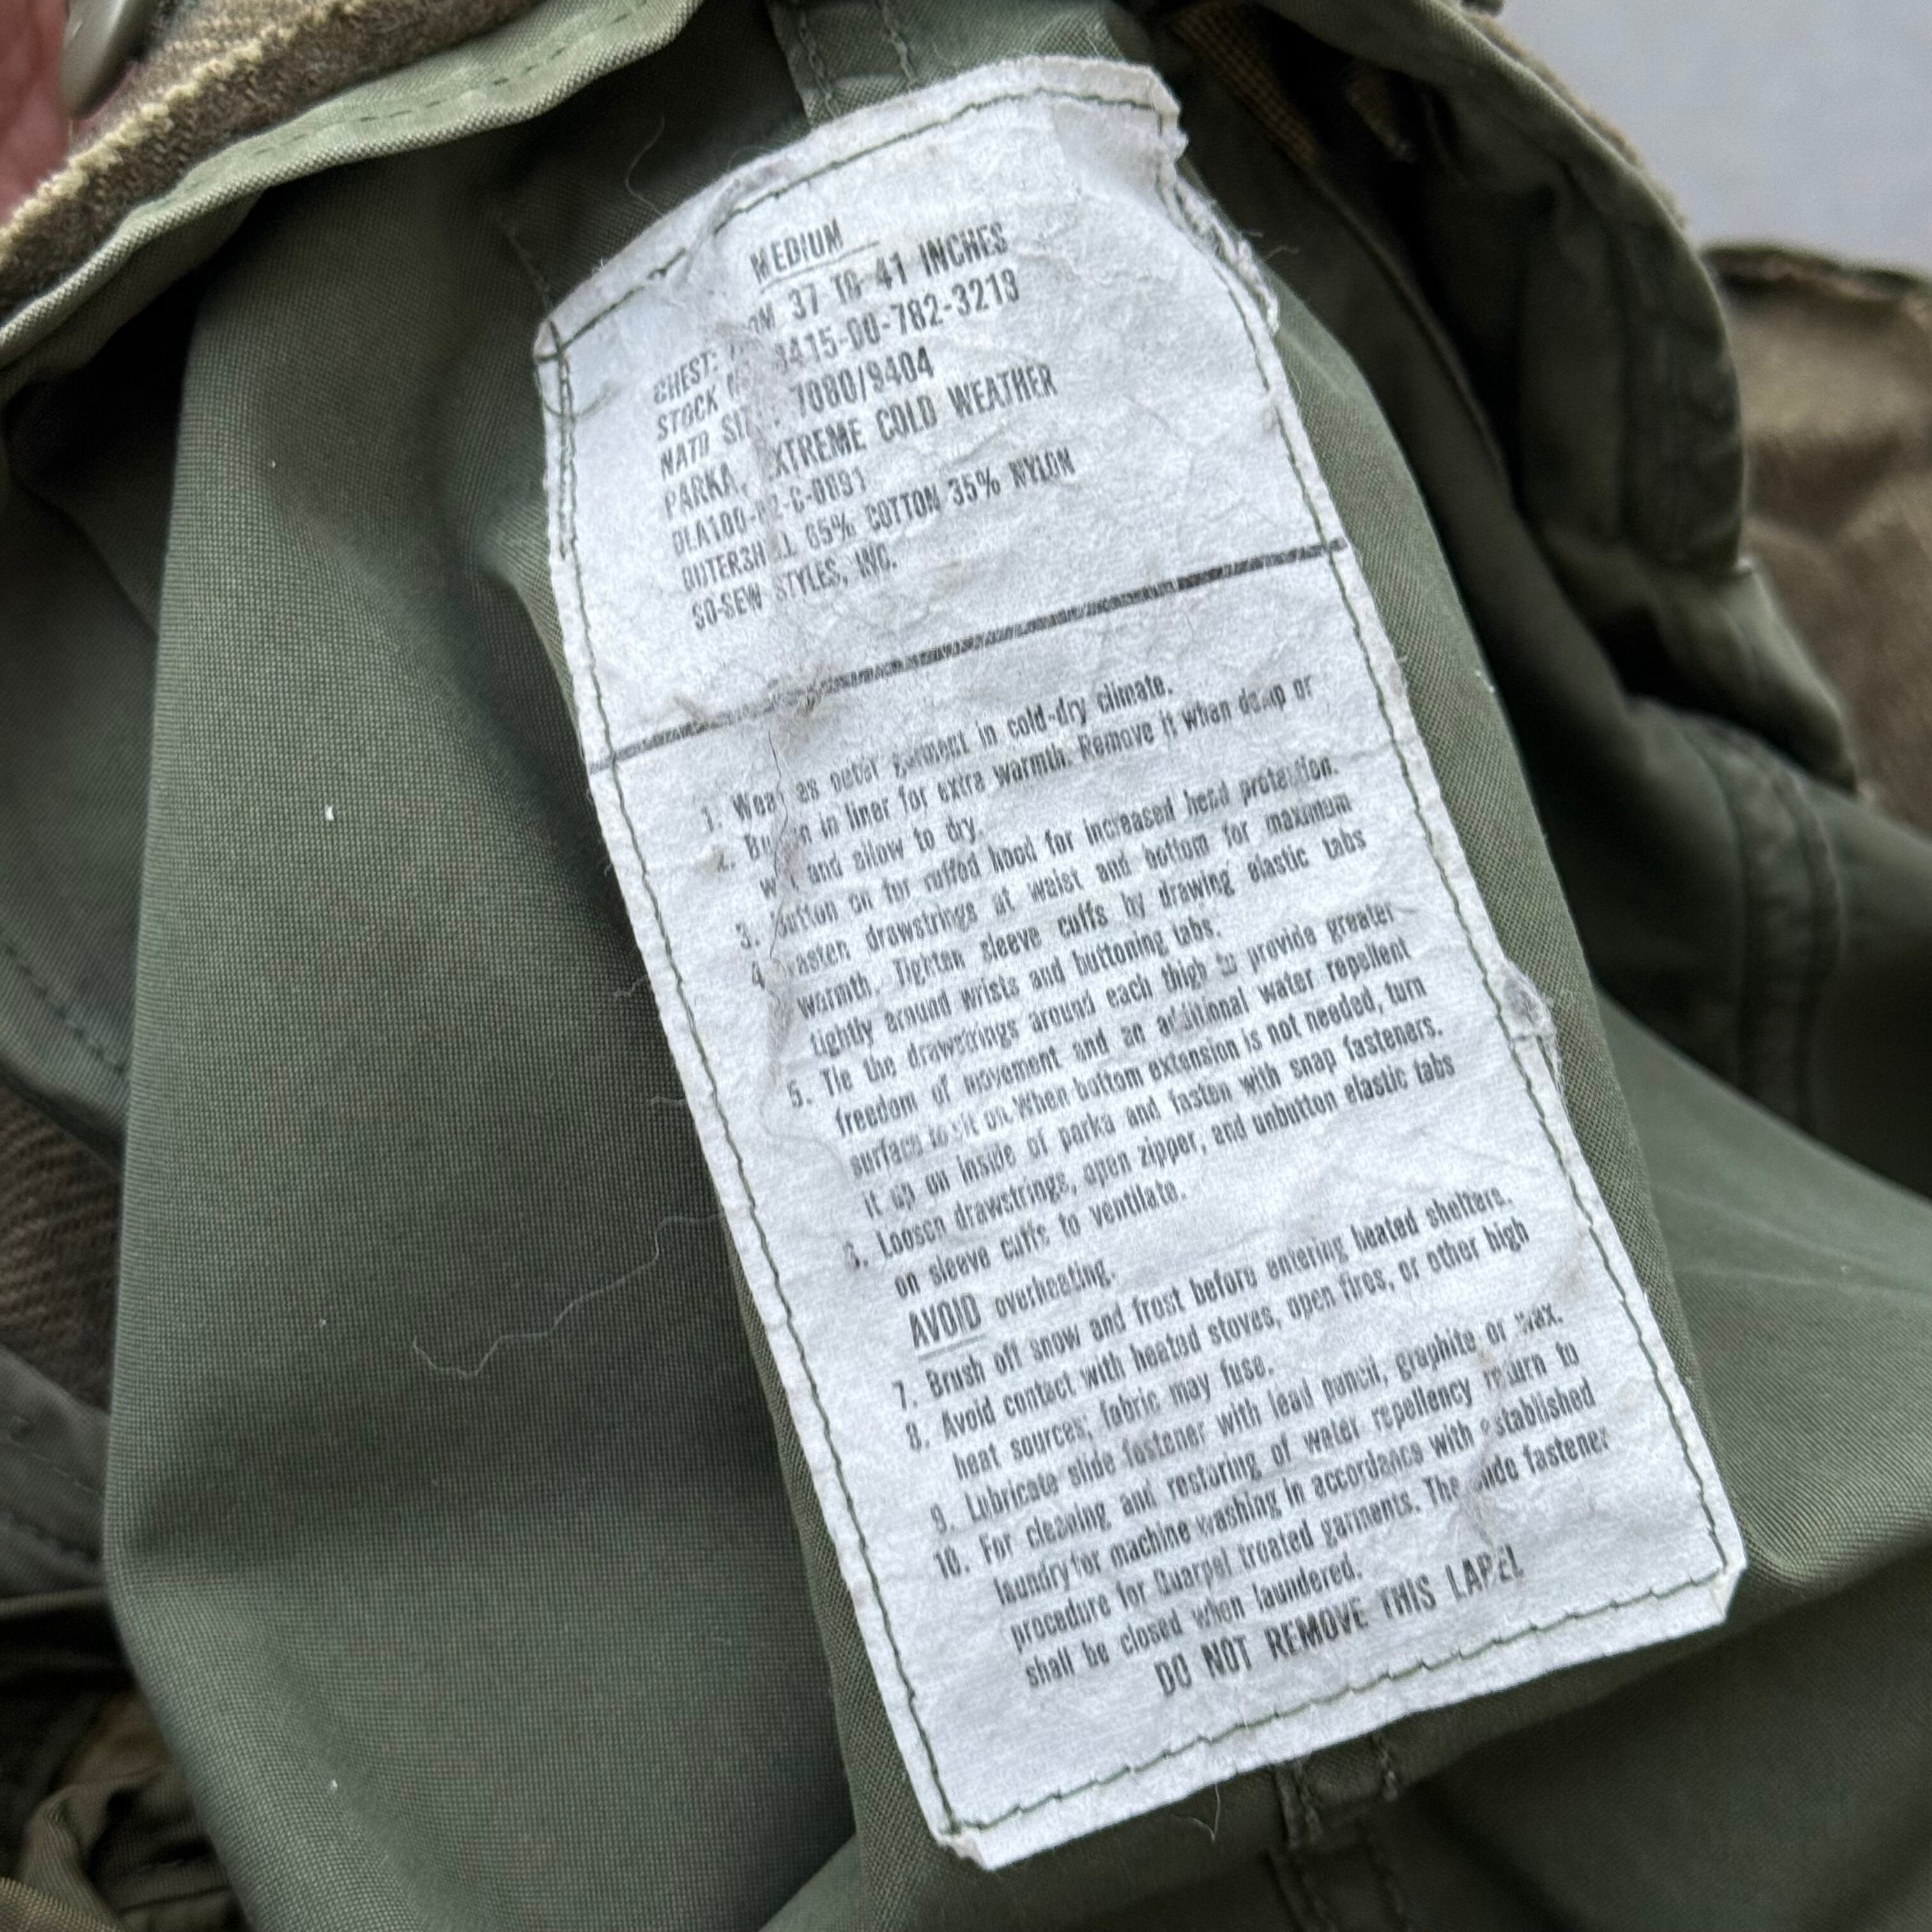 MEDIUM
CHEST: 37 TO 41 INCHES
STOCK 8415-00-782-3219
NATO 7080/9404
PARKA, EXTREME COLD WEATHER
OUTERSHELL 65% COTTON 35% NYLON
SO-SEW STYLES, INC.
1. Wear as outer garment in cold-dry climate.
2. Button in liner for extra warmth. Remove it when damp or
wet and allow to dry.
3. Button on fur ruffed hood for increased head protection.
4. Fasten drawstrings at waist and bottom for maximum
warmth. Tighten sleeve cuffs by drawing elastic tabs
tightly around wrists and buttoning tabs.
5. Tie the drawstrings around each thigh to provide greater
freedom of movement and an additional water repellent
surface to sit on. When bottom extension is not needed, turn
it up on inside of parka and fasten with snap fasteners.
6. Loosen drawstrings, open zipper, and unbutton elastic tabs
on sleeve cuffs to ventilate.
AVOID overheating.
7. Brush off snow and frost before entering heated shelters.
8. Avoid contact with heated stoves, open fires, or other high
heat sources; fabric may fuse.
9. Lubricate slide fastener with lead pencil, graphite or wax.
10. For cleaning and restoring of water repellency return to
laundry for machine washing in accordance with established
procedure for Quarpel treated garments. The slide fastener
shall be closed when laundered.
DO NOT REMOVE THIS LABEL